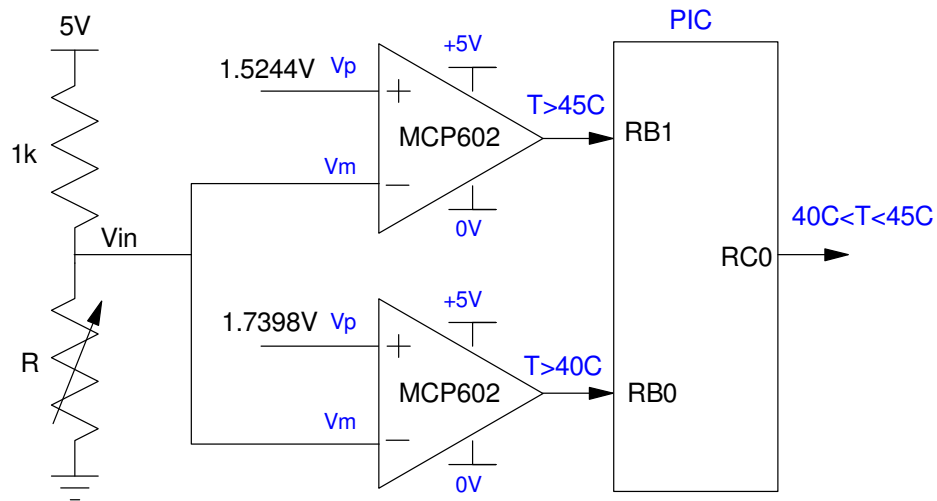 PIC
5V
+5V
1.5244V
Vp
T>45C
+
MCP602
RB1
1k
Vm
−
0V
40C<T<45C
Vin
RC0
+5V
1.7398V
Vp
T>40C
+
R
MCP602
RB0
Vm
−
0V